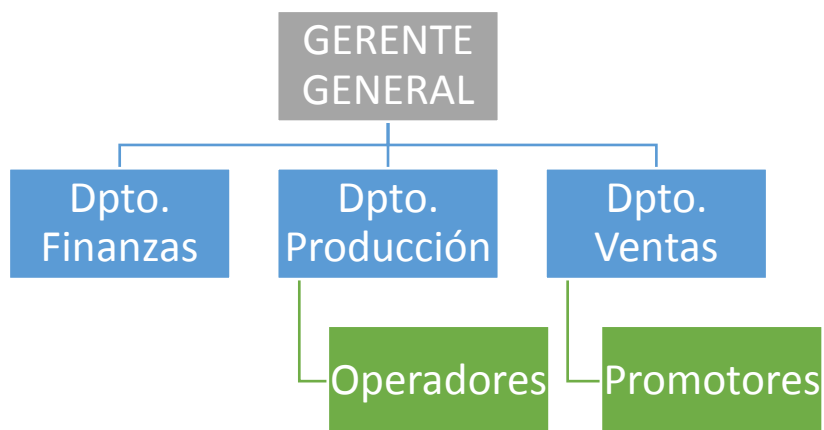 GERENTE
GENERAL
Dpto.
Finanzas
Dpto.
Producción
Dpto.
Ventas
Operadores
Promotores